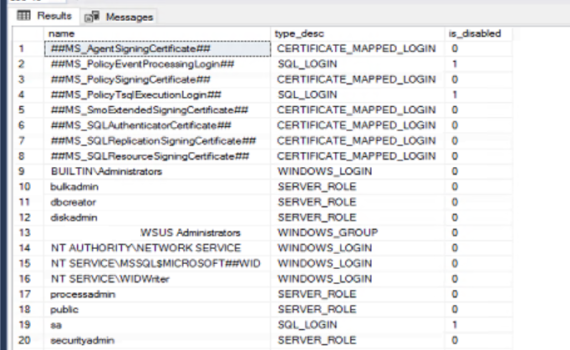 Results Messages
name type_desc is_disabled
1 ##MS_AgentSigningCertificate## CERTIFICATE_MAPPED_LOGIN 0
2 ##MS_PolicyEventProcessingLogin## SQL_LOGIN 1
3 ##MS_PolicySigningCertificate## CERTIFICATE_MAPPED_LOGIN 0
4 ##MS_PolicyTsqlExecutionLogin## SQL_LOGIN 1
5 ##MS_SmoExtendedSigningCertificate## CERTIFICATE_MAPPED_LOGIN 0
6 ##MS_SQLAuthenticatorCertificate## CERTIFICATE_MAPPED_LOGIN 0
7 ##MS_SQLReplicationSigningCertificate## CERTIFICATE_MAPPED_LOGIN 0
8 ##MS_SQLResourceSigningCertificate## CERTIFICATE_MAPPED_LOGIN 0
9 BUILTIN\Administrators WINDOWS_LOGIN 0
10 bulkadmin SERVER_ROLE 0
11 dbcreator SERVER_ROLE 0
12 diskadmin SERVER_ROLE 0
13 WSUS Administrators WINDOWS_GROUP 0
14 NT AUTHORITY\NETWORK SERVICE WINDOWS_LOGIN 0
15 NT SERVICE\MSSQL$MICROSOFT##WID WINDOWS_LOGIN 0
16 NT SERVICE\WIDWriter WINDOWS_LOGIN 0
17 processadmin SERVER_ROLE 0
18 public SERVER_ROLE 0
19 sa SQL_LOGIN 1
20 securityadmin SERVER_ROLE 0